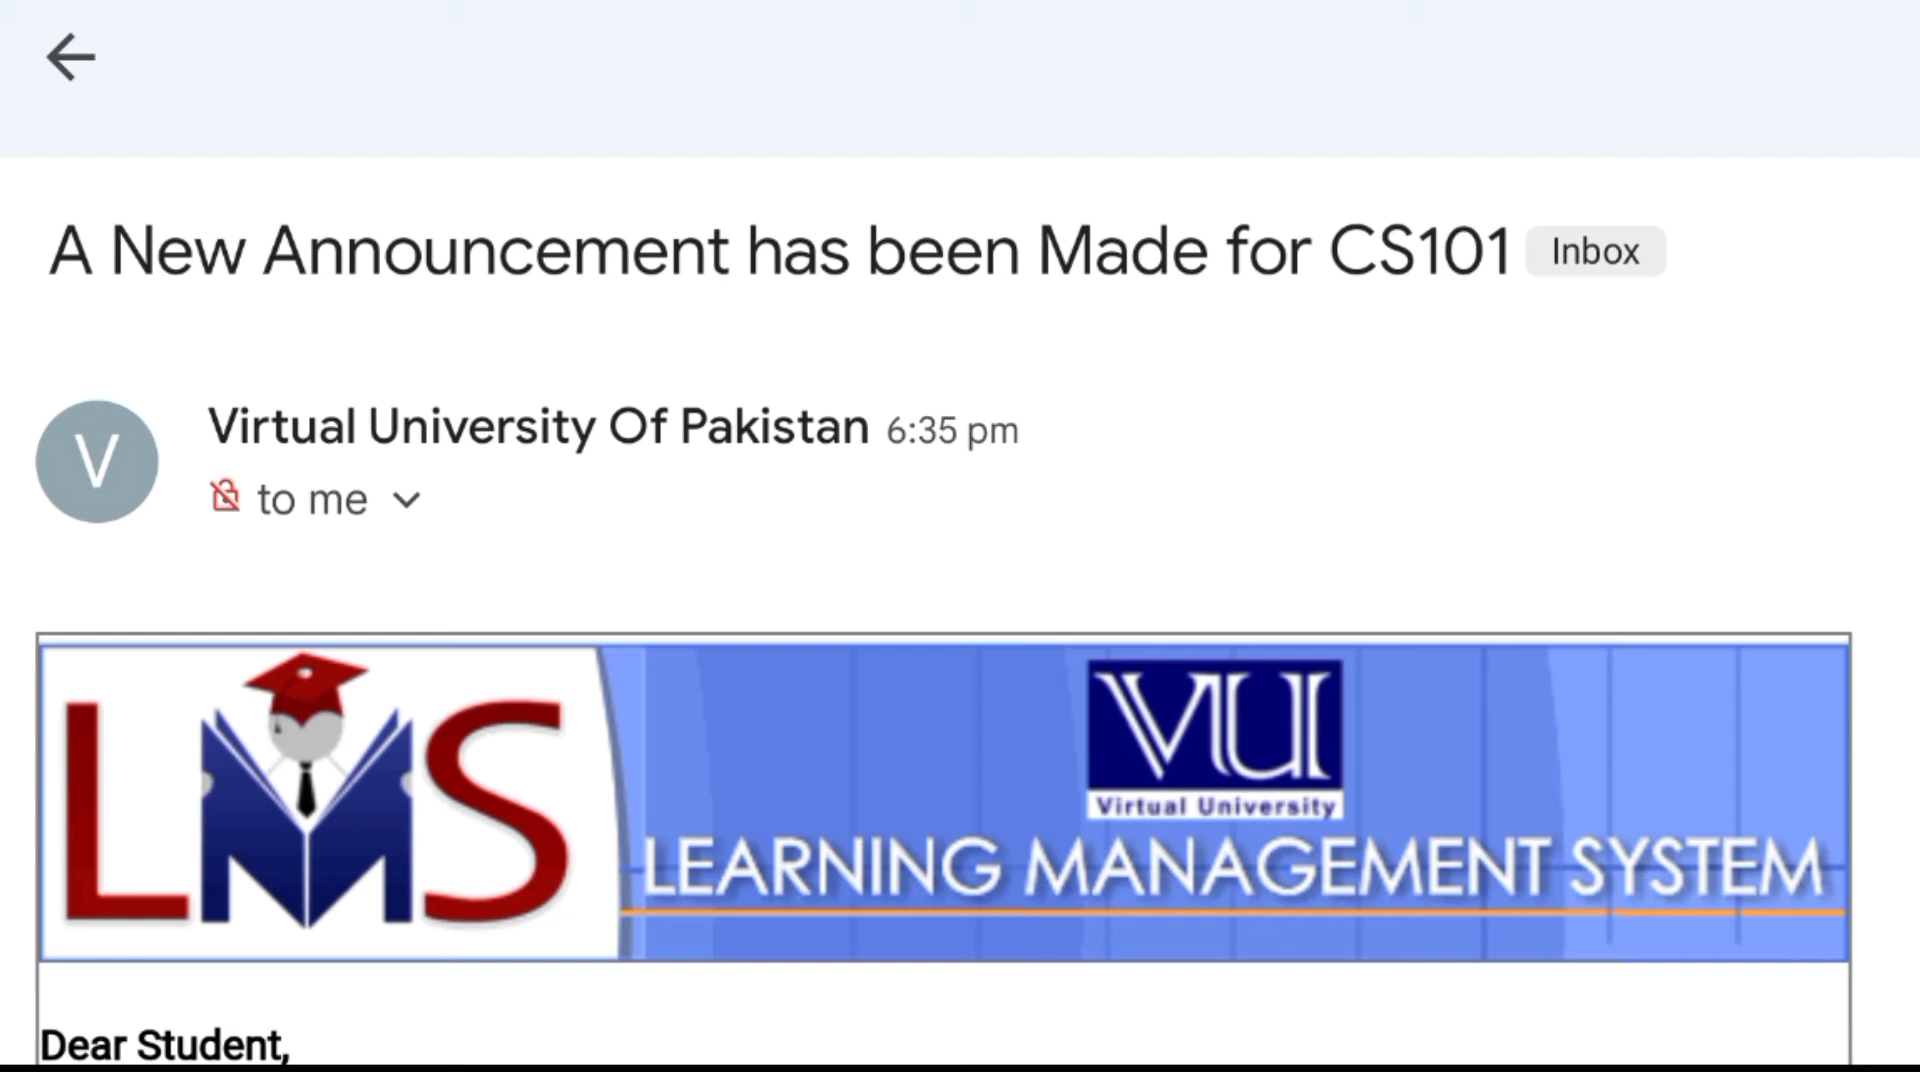 A New Announcement has been Made for CS101 Inbox
V
Virtual University Of Pakistan 6:35 pm
to me
LMS
VU
Virtual University
LEARNING MANAGEMENT SYSTEM
Dear Student,